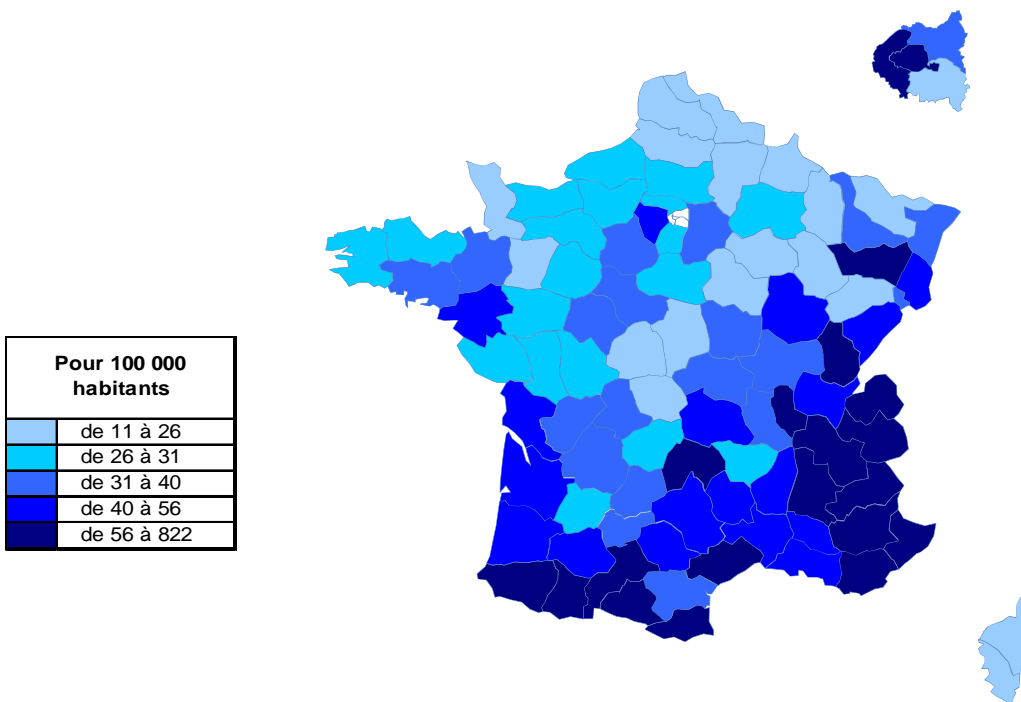 Pour 100 000
habitants
de 11 à 26
de 26 à 31
de 31 à 40
de 40 à 56
de 56 à 822